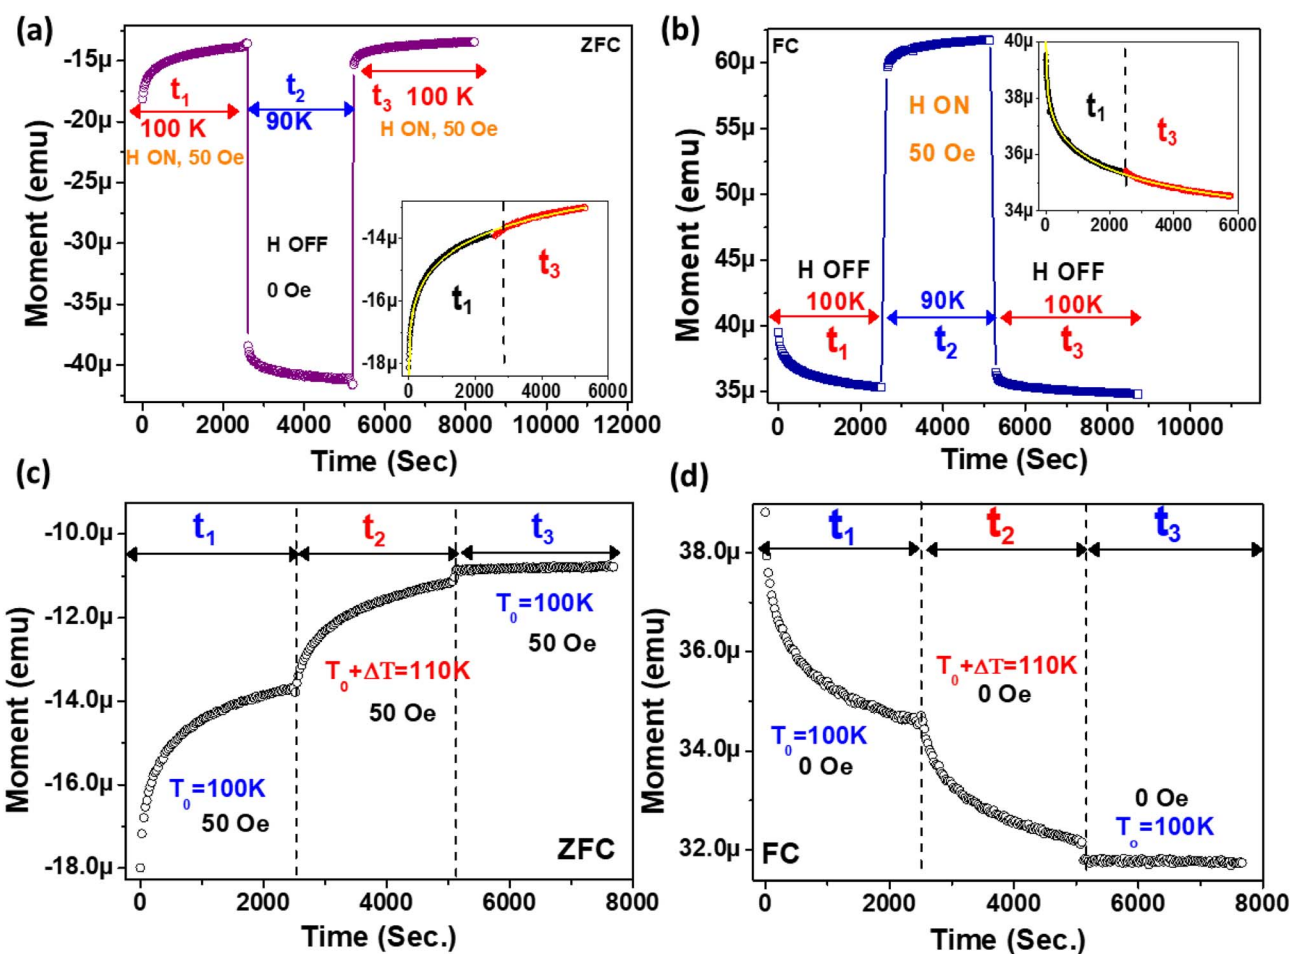 (a)
ZFC
-15µ
-20µ
-25µ
-30µ
-35µ
-40µ
Moment (emu)
t1
100 K
H ON, 50 Oe
t2
90K
t3 100 K
H ON, 50 Oe
H OFF
0 Oe
-14µ
-16µ
-18µ
t1
t3
0 2000 4000 6000
0 2000 4000 6000 8000 10000 12000
Time (Sec)
(b)
FC
60µ
55µ
50µ
45µ
40µ
35µ
Moment (emu)
H ON
50 Oe
40µ
38µ
36µ
34µ
t1
t3
0 2000 4000 6000
H OFF
100K
t1
90K
t2
H OFF
100K
t3
0 2000 4000 6000 8000 10000
Time (Sec)
(c)
-10.0µ
-12.0µ
-14.0µ
-16.0µ
-18.0µ
Moment (emu)
t1
t2
t3
T0=100K
50 Oe
T0+ΔT=110K
50 Oe
T0=100K
50 Oe
ZFC
0 2000 4000 6000 8000
Time (Sec.)
(d)
38.0µ
36.0µ
34.0µ
32.0µ
Moment (emu)
t1
t2
t3
T0=100K
0 Oe
T0+ΔT=110K
0 Oe
0 Oe
To=100K
FC
0 2000 4000 6000 8000
Time (Sec.)